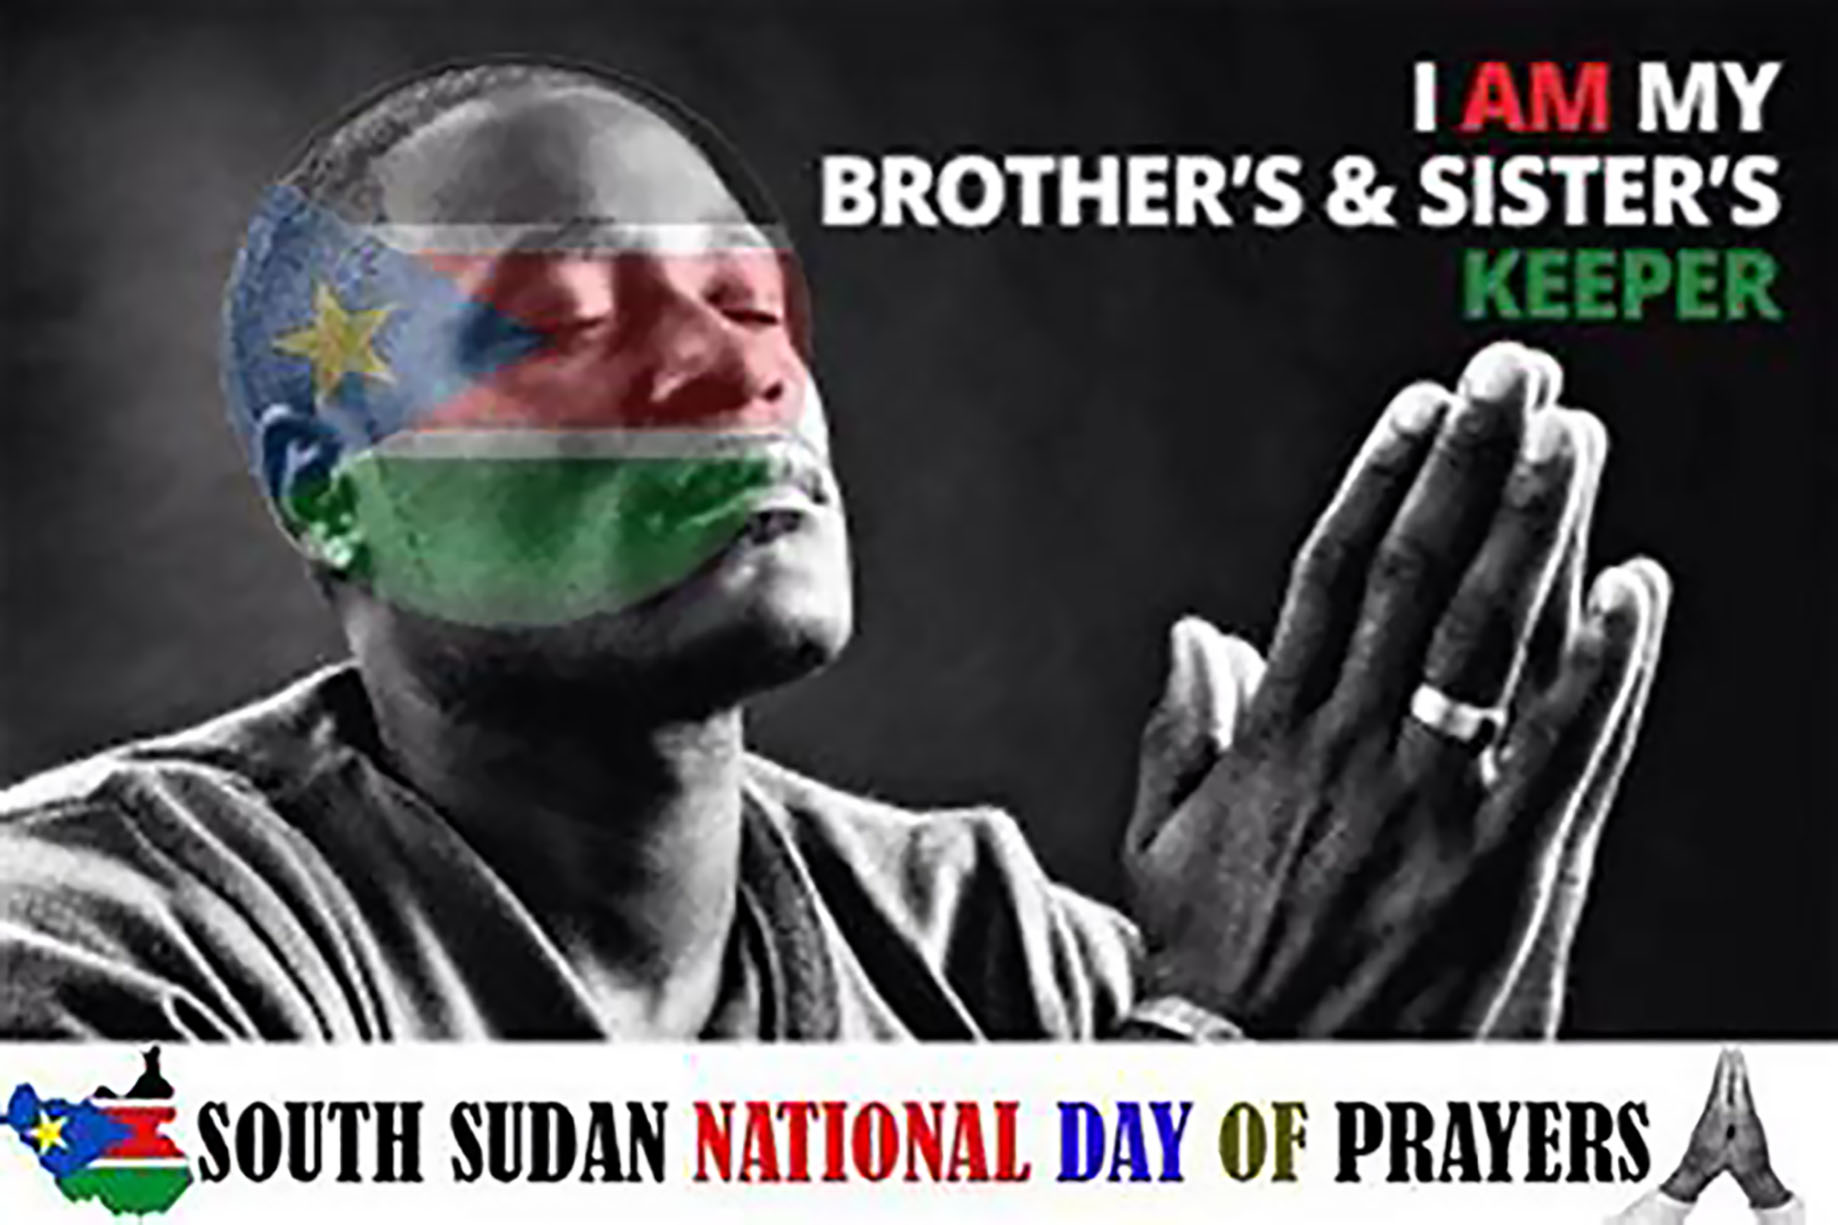 I AM MY
BROTHER'S & SISTER'S
KEEPER
SOUTH SUDAN NATIONAL DAY OF PRAYERS